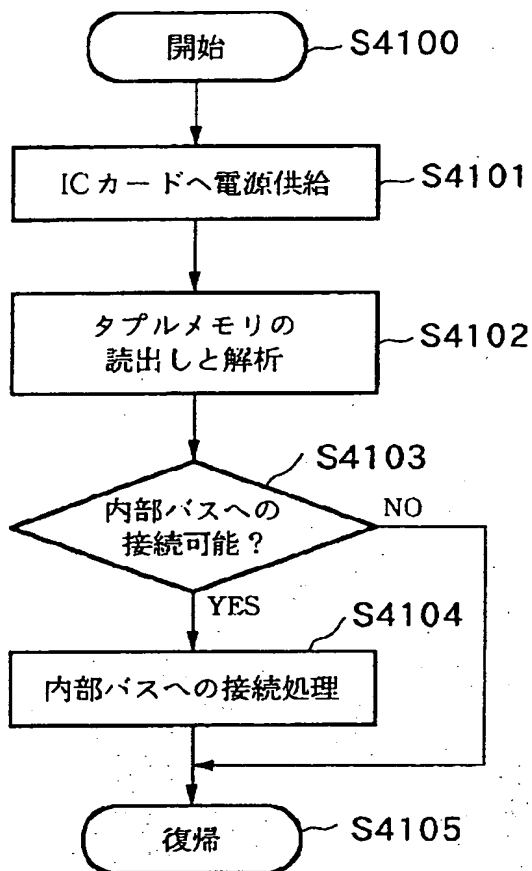 開始
S4100
ICカードへ電源供給
S4101
タプルメモリの
読出しと解析
S4102
S4103
内部バスへの
接続可能?
NO
YES
S4104
内部バスへの接続処理
復帰
S4105